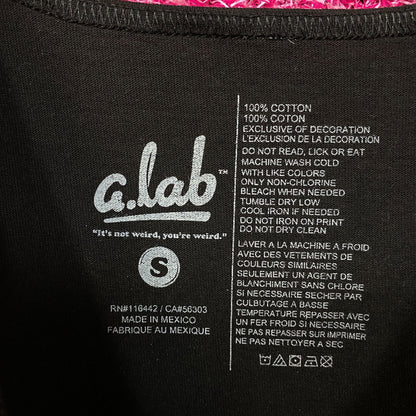 a.lab™
"It's not weird, you're weird."
S
RN#116442 / CA#56303
MADE IN MEXICO
FABRIQUE AU MEXIQUE
100% COTTON
100% COTON
EXCLUSIVE OF DECORATION
L'EXCLUSION DE LA DECORATION
DO NOT READ, LICK OR EAT
MACHINE WASH COLD
WITH LIKE COLORS
ONLY NON-CHLORINE
BLEACH WHEN NEEDED
TUMBLE DRY LOW
COOL IRON IF NEEDED
DO NOT IRON ON PRINT
DO NOT DRY CLEAN
LAVER A LA MACHINE A FROID
AVEC DES VETEMENTS DE
COULEURS SIMILAIRES
SEULEMENT UN AGENT DE
BLANCHIMENT SANS CHLORE
SI NECESSAIRE SECHER PAR
CULBUTAGE A BASSE
TEMPERATURE REPASSER AVEC
UN FER FROID SI NECESSAIRE
NE PAS REPASSER SUR IMPRIMER
NE PAS NETTOYER A SEC